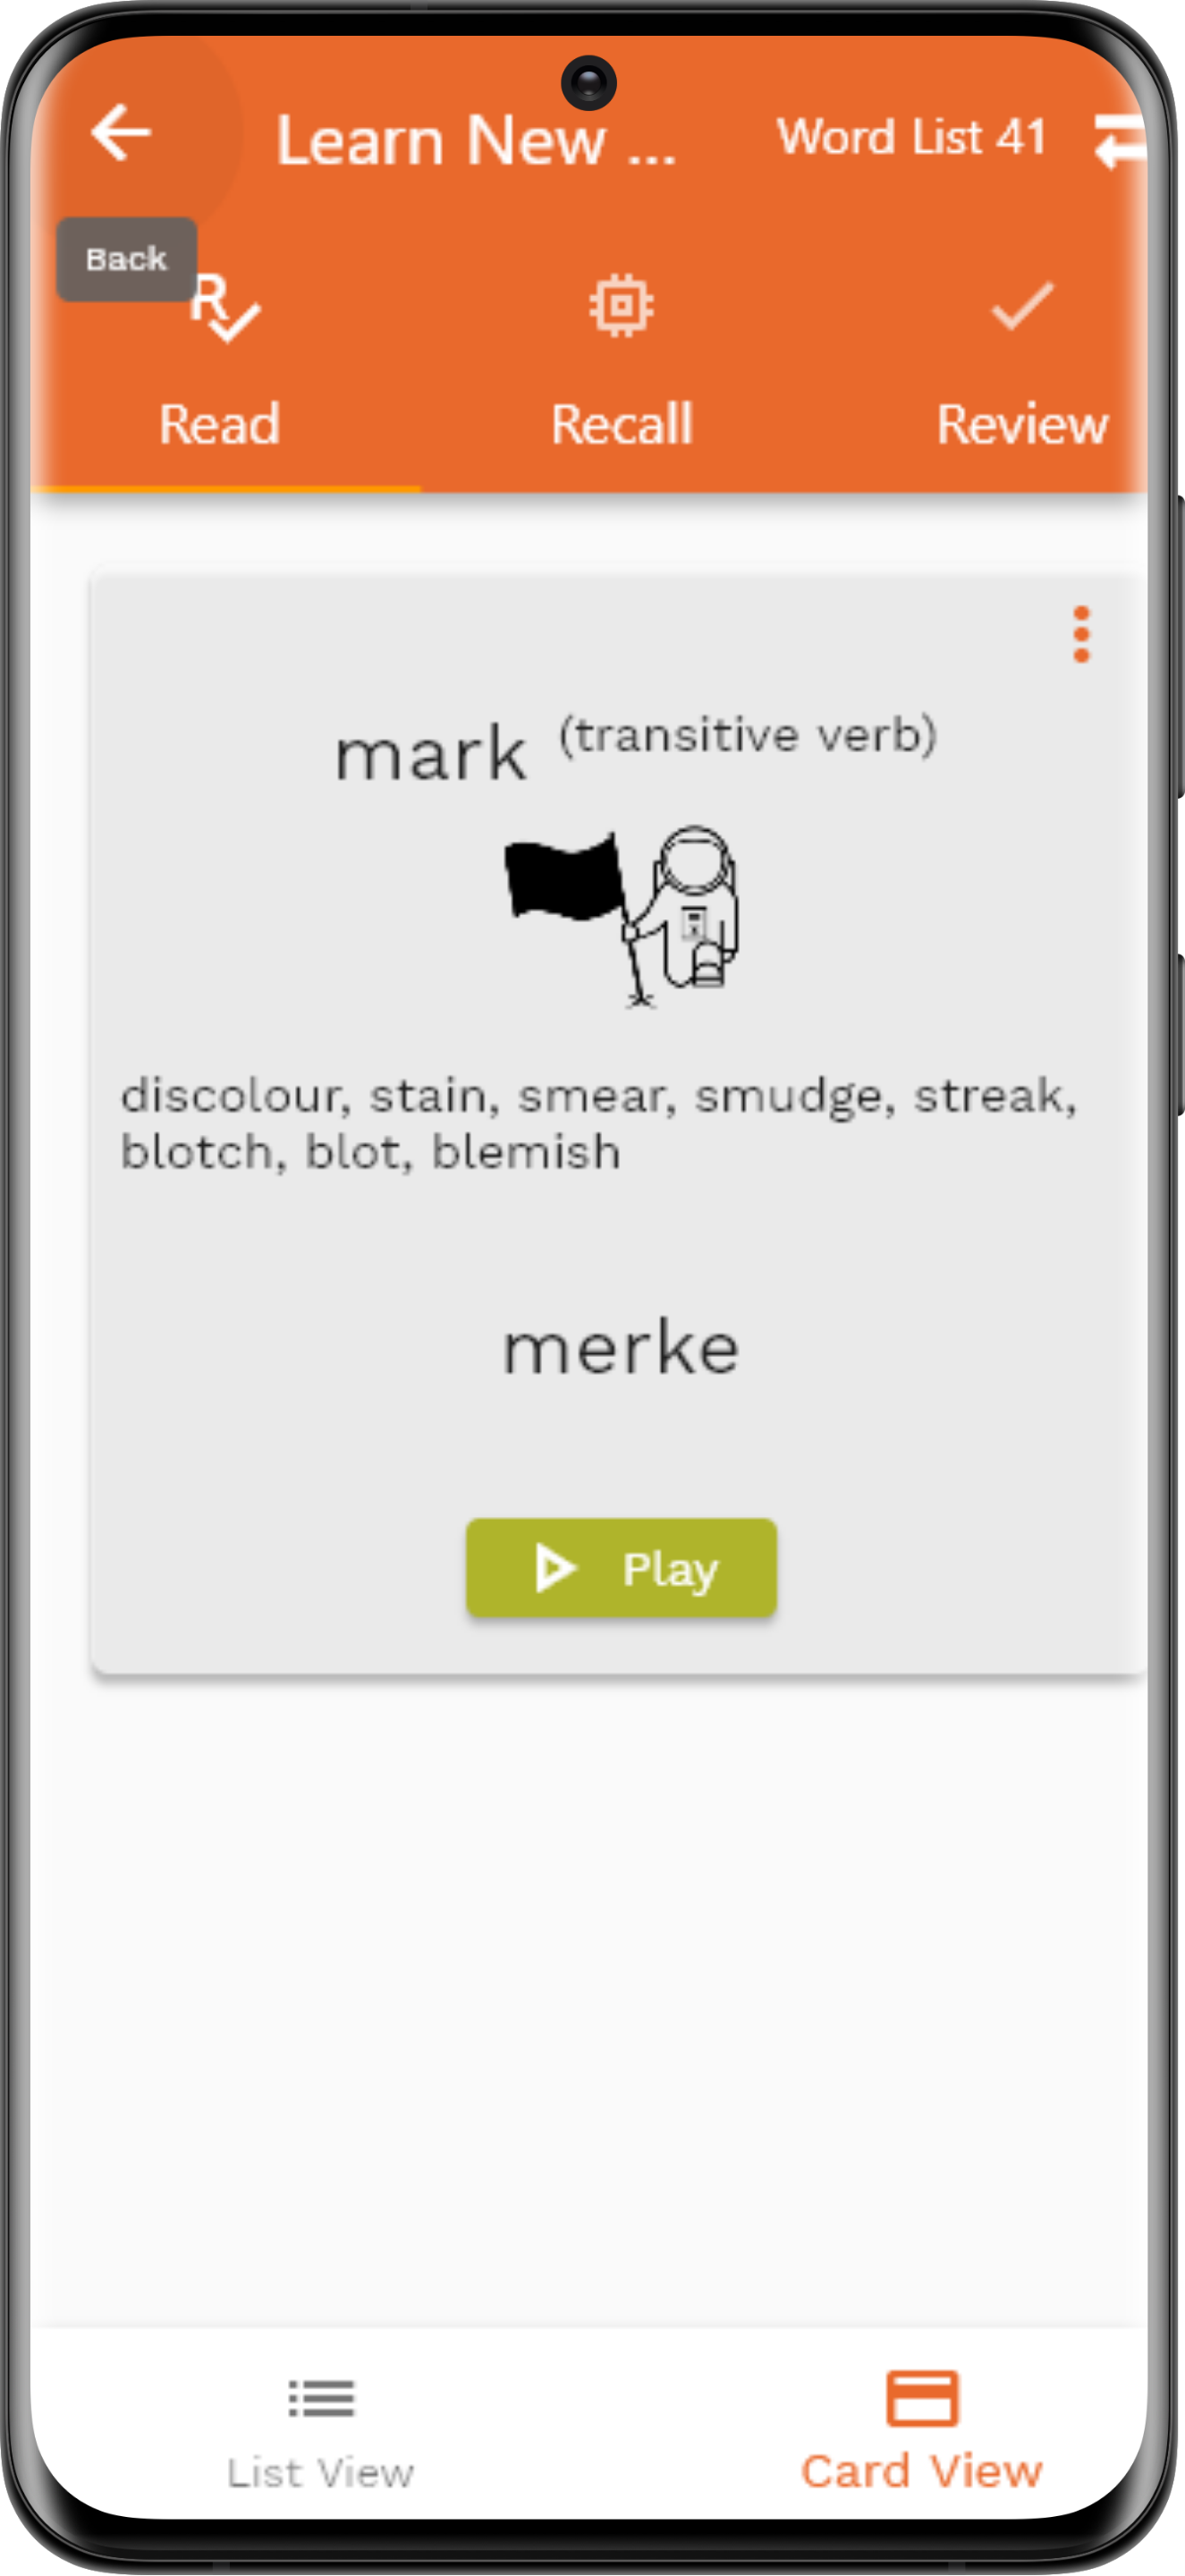 Learn New ... Word List 41
Back
Read Recall Review
mark (transitive verb)
discolour, stain, smear, smudge, streak,
blotch, blot, blemish
merke
Play
List View Card View